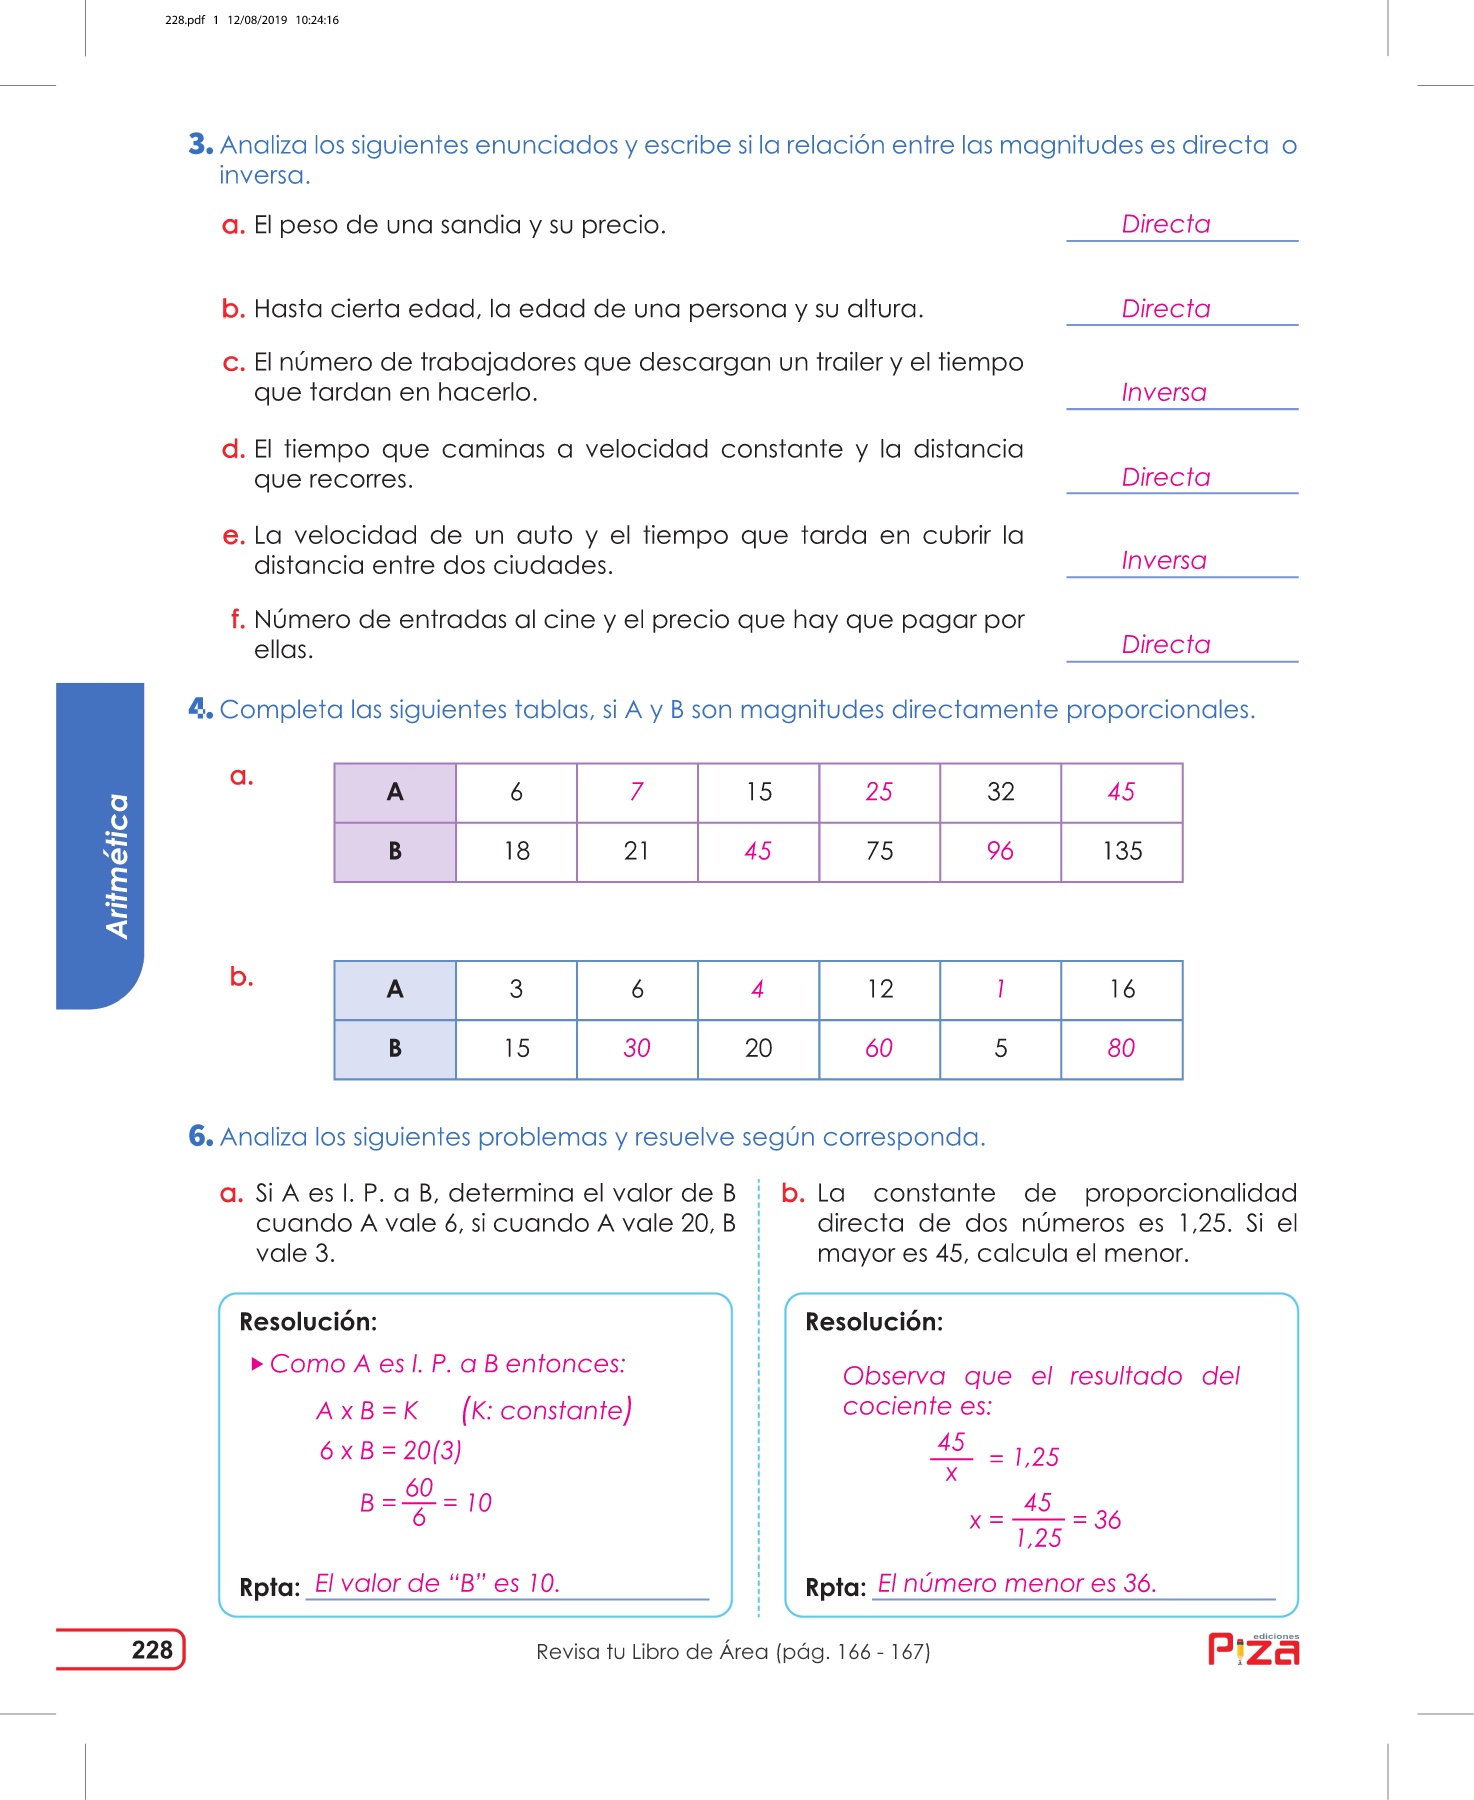 228.pdf 1 12/08/2019 10:24:16
3. Analiza los siguientes enunciados y escribe si la relación entre las magnitudes es directa o
inversa.
a. El peso de una sandia y su precio. Directa
b. Hasta cierta edad, la edad de una persona y su altura. Directa
c. El número de trabajadores que descargan un trailer y el tiempo
que tardan en hacerlo. Inversa
d. El tiempo que caminas a velocidad constante y la distancia
que recorres. Directa
e. La velocidad de un auto y el tiempo que tarda en cubrir la
distancia entre dos ciudades. Inversa
f. Número de entradas al cine y el precio que hay que pagar por
ellas. Directa
4. Completa las siguientes tablas, si A y B son magnitudes directamente proporcionales.
a.
A 6 7 15 25 32 45
B 18 21 45 75 96 135
Aritmética
b.
A 3 6 4 12 1 16
B 15 30 20 60 5 80
6. Analiza los siguientes problemas y resuelve según corresponda.
a. Si A es I. P. a B, determina el valor de B
cuando A vale 6, si cuando A vale 20, B
vale 3.
Resolución:
Como A es I. P. a B entonces:
A x B = K (K: constante)
6 x B = 20(3)
B = 60/6 = 10
Rpta: El valor de “B” es 10.
b. La constante de proporcionalidad
directa de dos números es 1,25. Si el
mayor es 45, calcula el menor.
Resolución:
Observa que el resultado del
cociente es:
45/x = 1,25
x = 45/1,25 = 36
Rpta: El número menor es 36.
228
Revisa tu Libro de Área (pág. 166 - 167)
ediciones
Piza